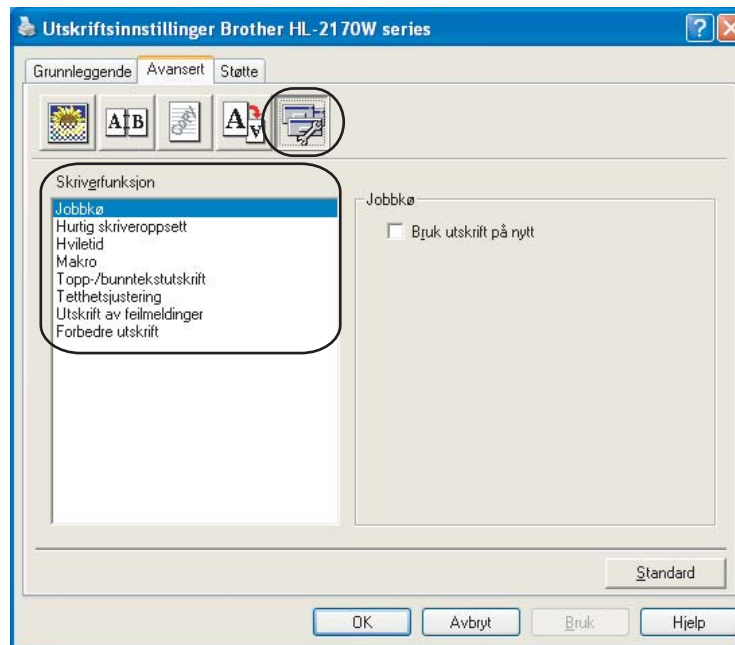 Utskriftsinnstillinger Brother HL-2170W series
Grunnleggende Avansert Støtte
A B
copy
A A
Skriverfunksjon
Jobbkø
Hurtig skriveroppsett
Hviletid
Makro
Topp-/bunntekstutskrift
Tetthetsjustering
Utskrift av feilmeldinger
Forbedre utskrift
Jobbkø
Bruk utskrift på nytt
Standard
OK Avbryt Bruk Hjelp